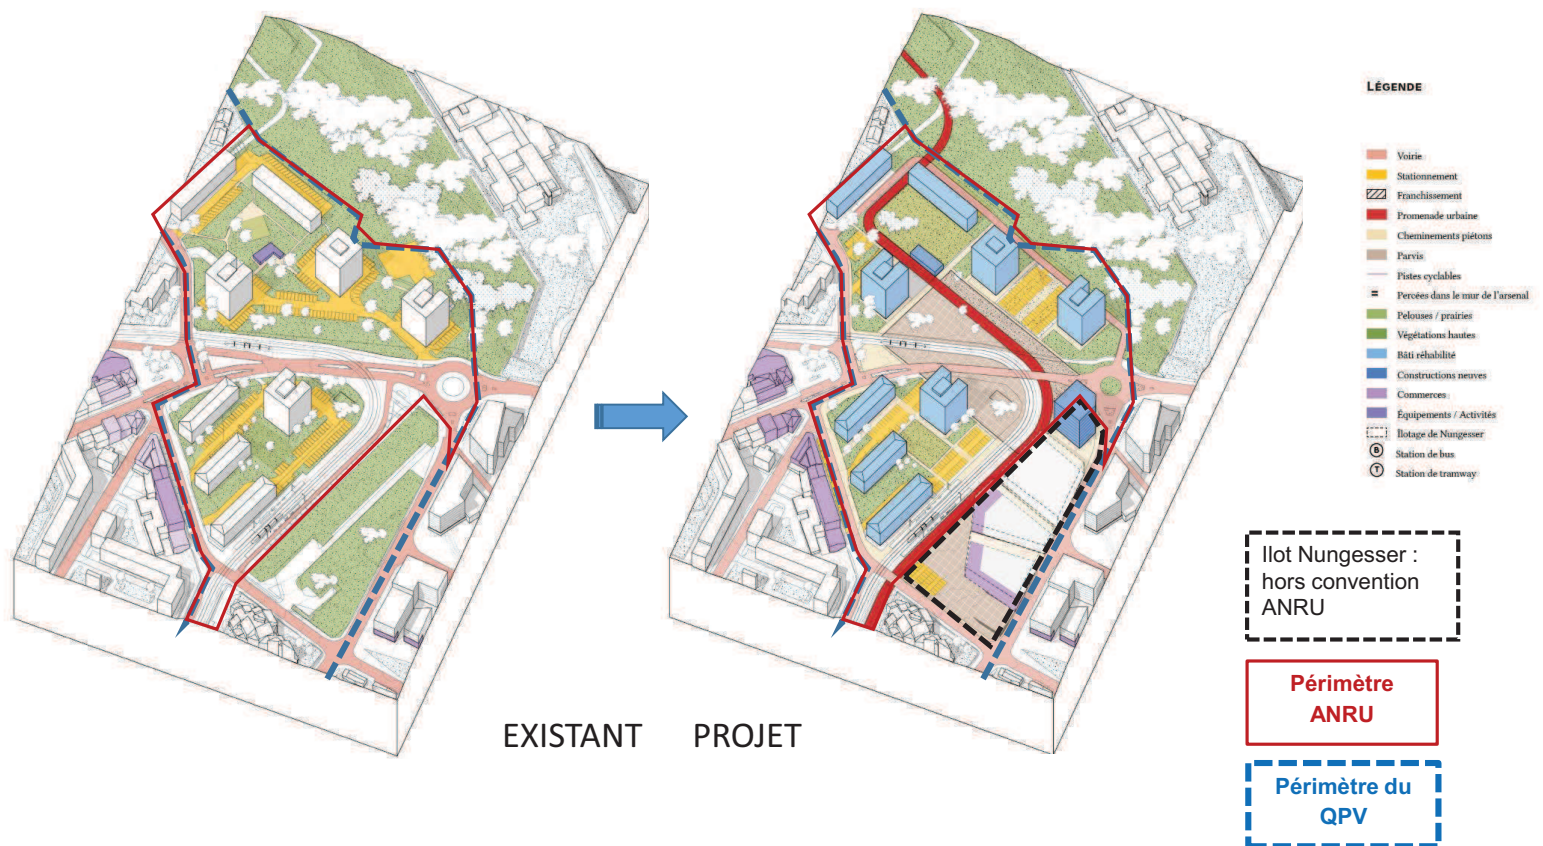 LÉGENDE
Voirie
Stationnement
Franchissement
Promenade urbaine
Cheminements piétons
Parvis
Pistes cyclables
Percées dans le mur de l'arsenal
Pelouses / prairies
Végétations hautes
Bâti réhabilité
Constructions neuves
Commerces
Équipements / Activités
Îlotage de Nungesser
B Station de bus
T Station de tramway
Ilot Nungesser :
hors convention
ANRU
Périmètre
ANRU
Périmètre du
QPV
EXISTANT PROJET